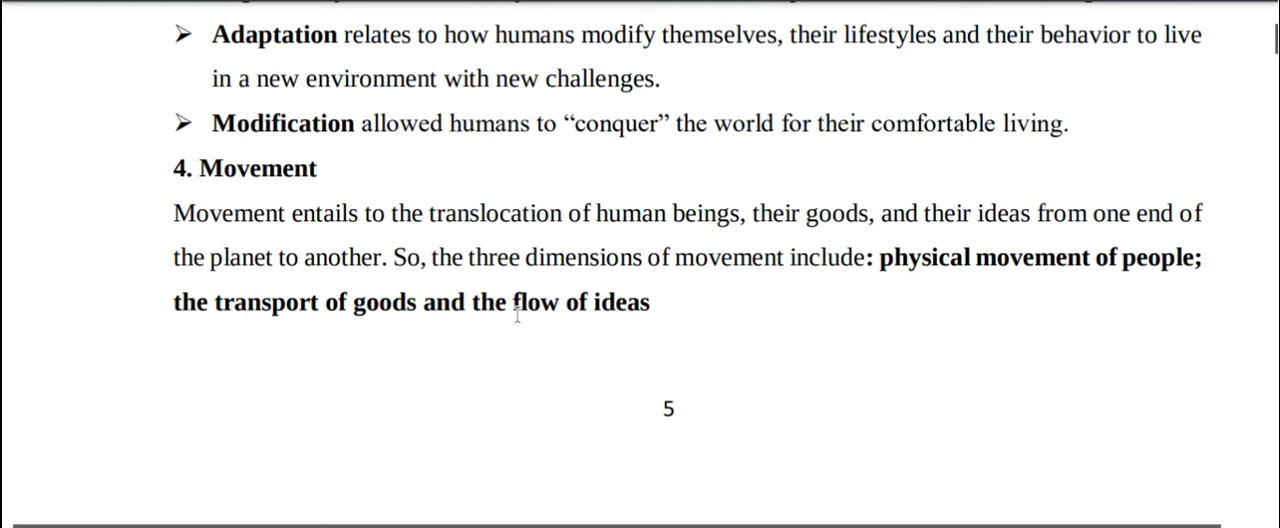 ➢ Adaptation relates to how humans modify themselves, their lifestyles and their behavior to live
in a new environment with new challenges.
➢ Modification allowed humans to “conquer” the world for their comfortable living.
4. Movement
Movement entails to the translocation of human beings, their goods, and their ideas from one end of
the planet to another. So, the three dimensions of movement include: physical movement of people;
the transport of goods and the flow of ideas
5